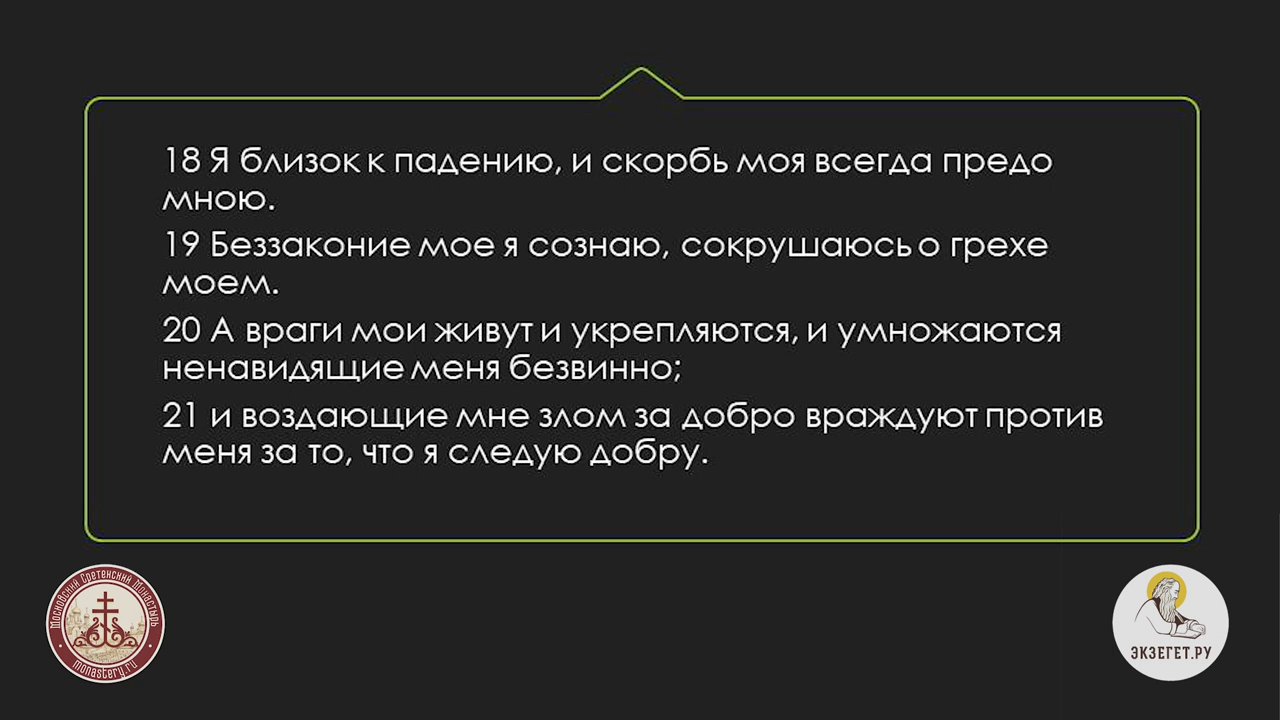 18 Я близок к падению, и скорбь моя всегда предо
мною.
19 Беззаконие мое я сознаю, сокрушаюсь о грехе
моем.
20 А враги мои живут и укрепляются, и умножаются
ненавидящие меня безвинно;
21 и воздающие мне злом за добро враждуют против
меня за то, что я следую добру.
Московский Сретенский Монастырь
monastery.ru
ЭКЗЕГЕТ.РУ